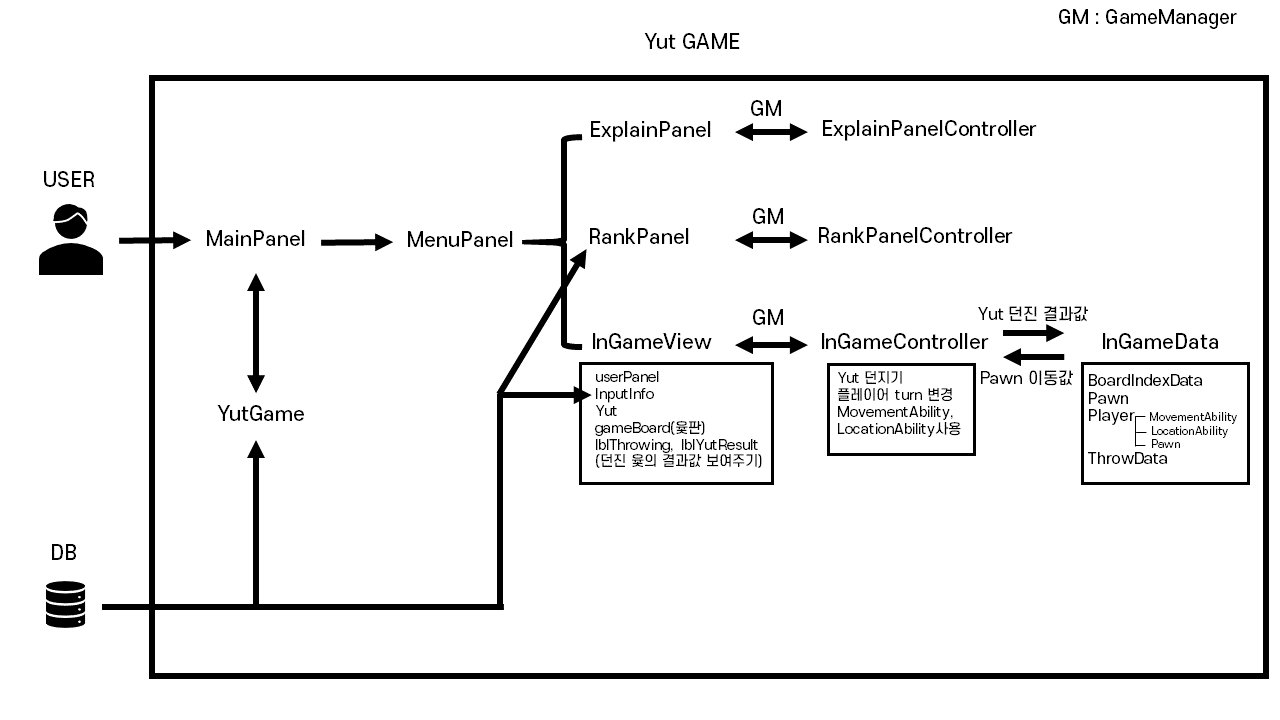 GM : GameManager
Yut GAME
GM
ExplainPanel
ExplainPanelController
USER
GM
MainPanel
MenuPanel
RankPanel
RankPanelController
Yut 던진 결과값
GM
InGameView
InGameController
InGameData
Pawn 이동값
userPanel
InputInfo
Yut
gameBoard(윷판)
lblThrowing, lblYutResult
(던진 윷의 결과값 보여주기)
Yut 던지기
플레이어 turn 변경
MovementAbility,
LocationAbility사용
BoardIndexData
Pawn
Player
MovementAbility
LocationAbility
Pawn
ThrowData
YutGame
DB